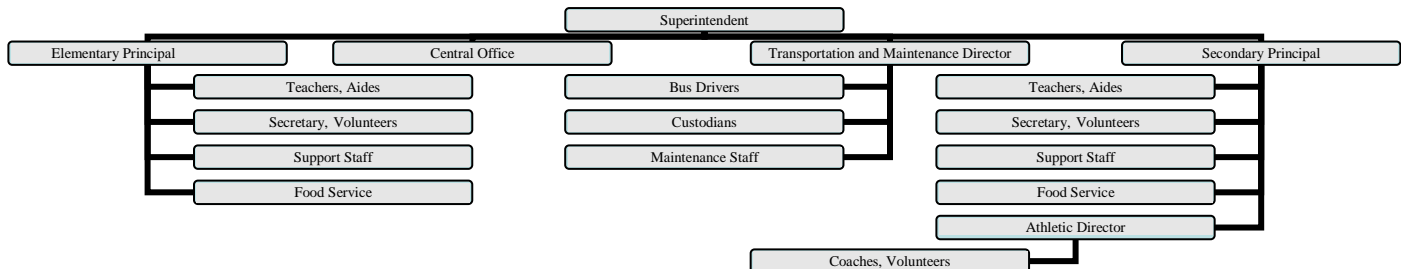 Superintendent
Elementary Principal
Central Office
Transportation and Maintenance Director
Secondary Principal
Teachers, Aides
Bus Drivers
Teachers, Aides
Secretary, Volunteers
Custodians
Secretary, Volunteers
Support Staff
Maintenance Staff
Support Staff
Food Service
Food Service
Athletic Director
Coaches, Volunteers